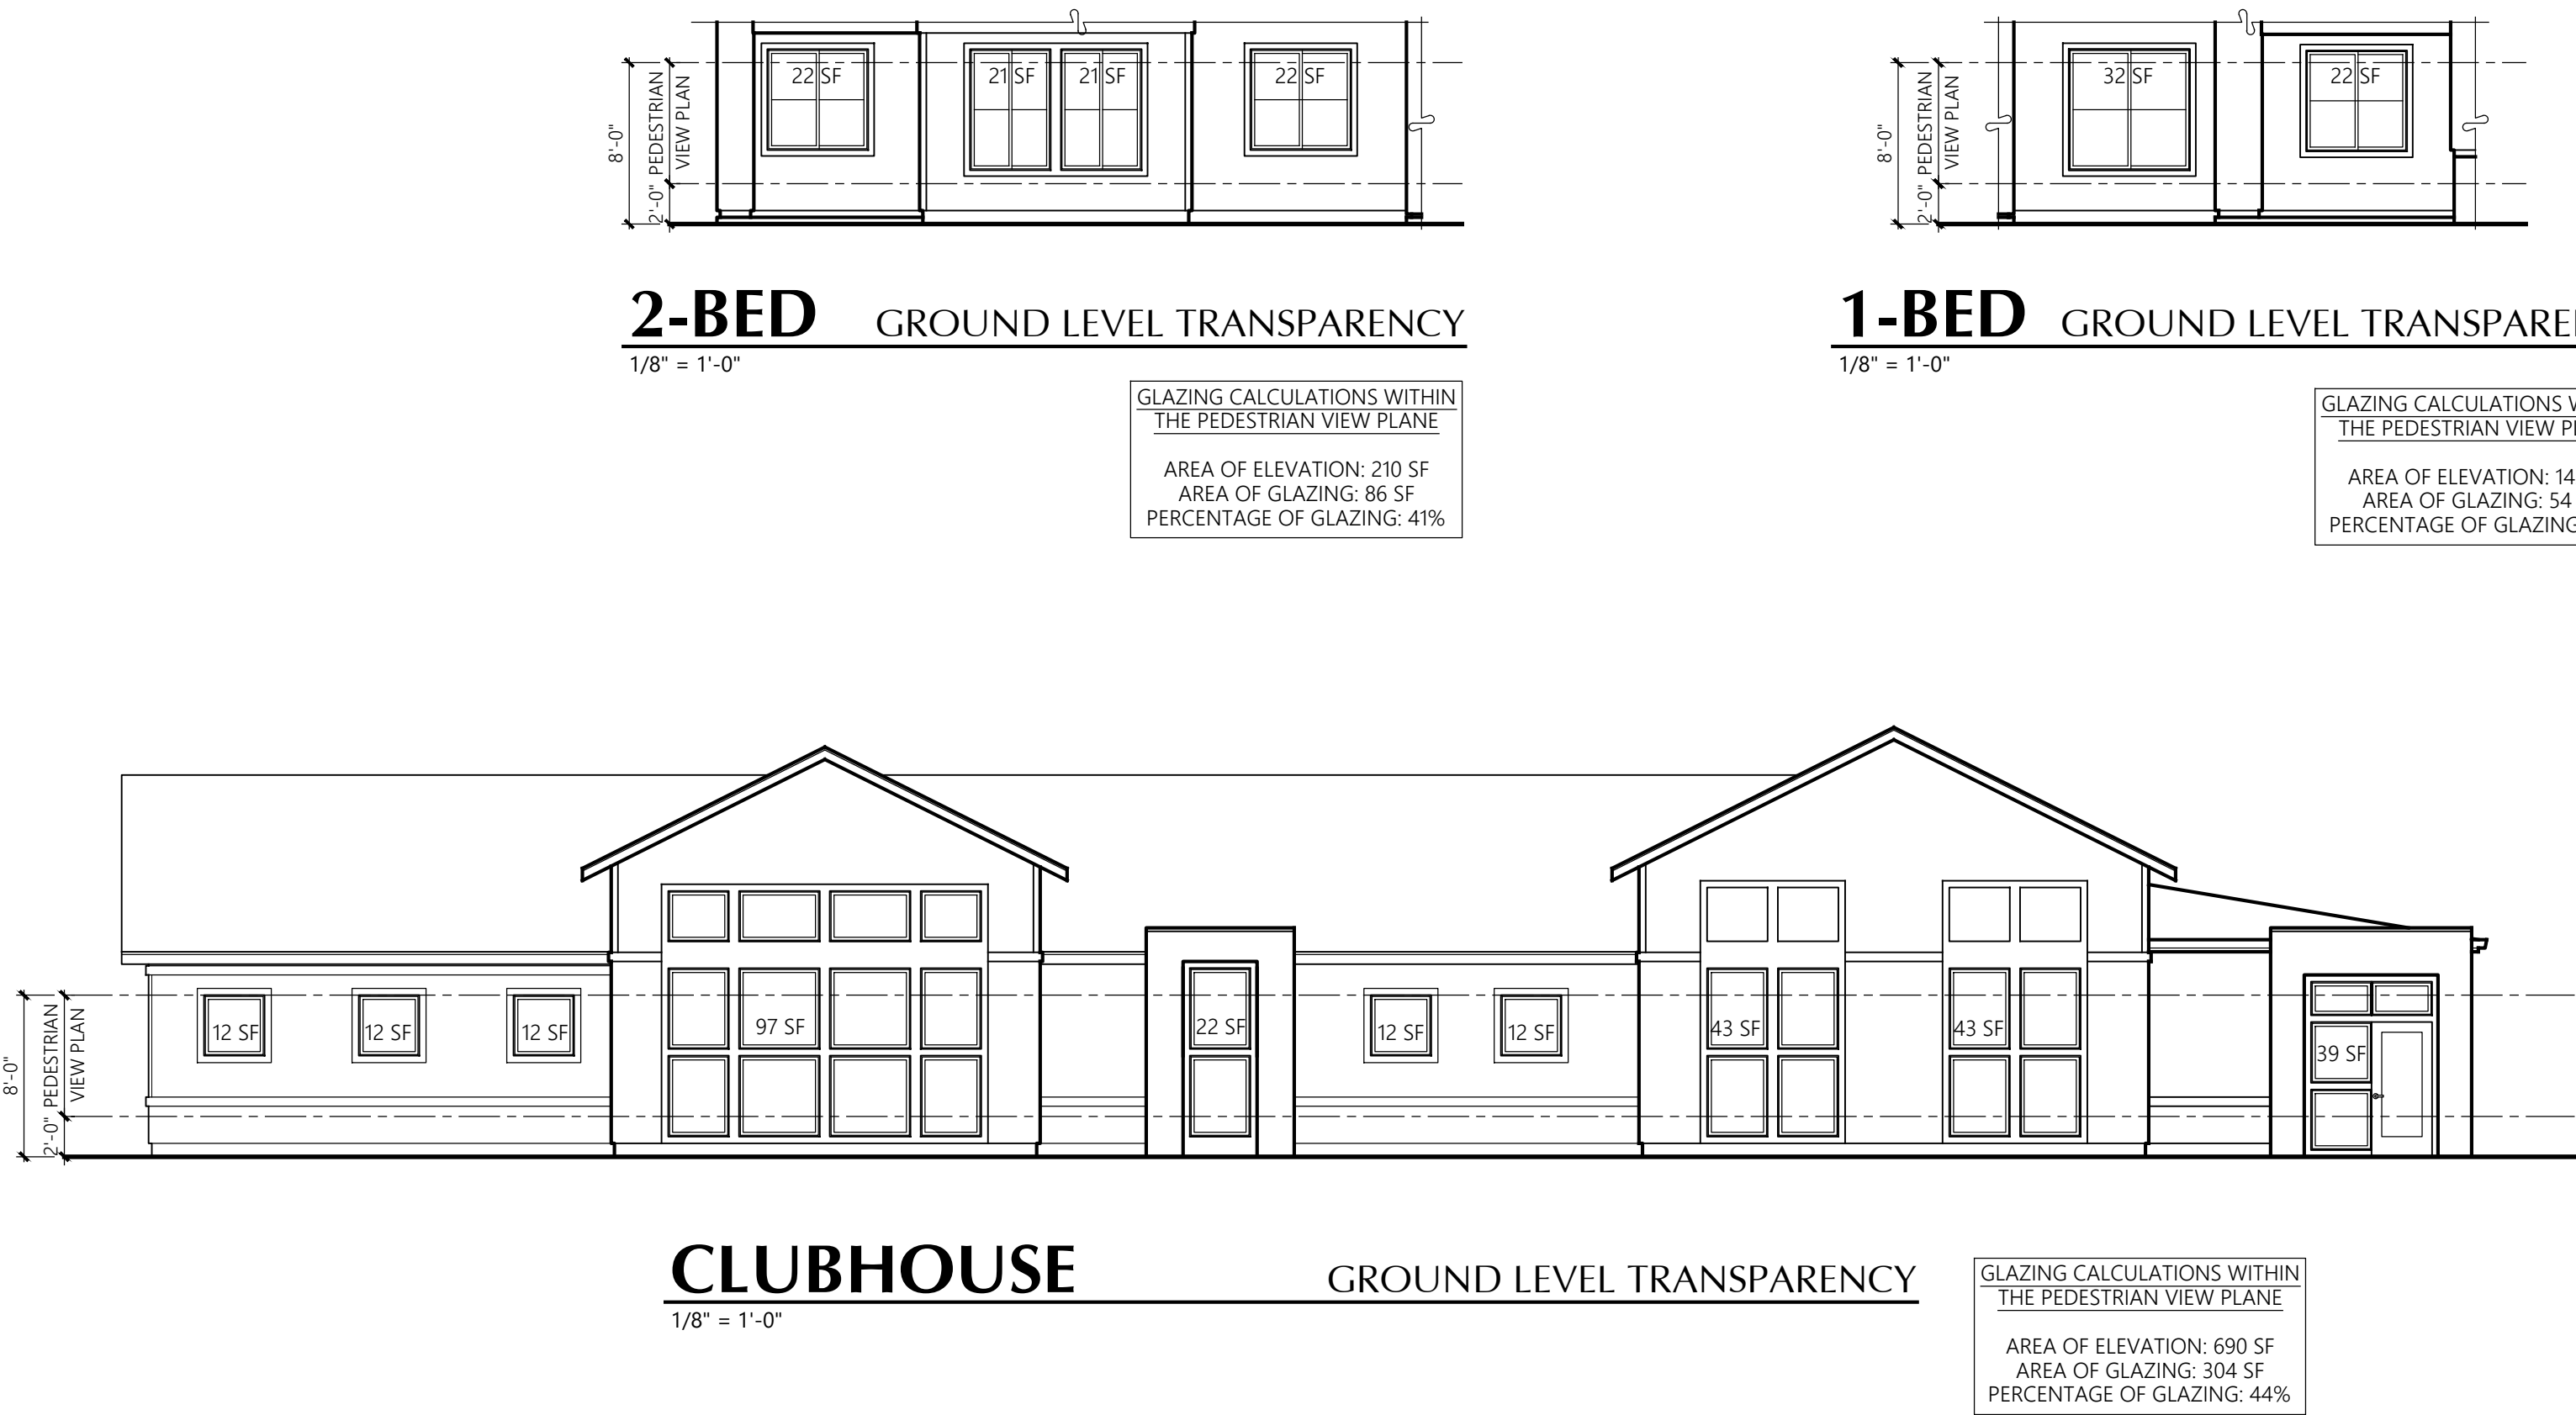 22 SF
21 SF
21 SF
22 SF
8'-0"
2'-0"
PEDESTRIAN
VIEW PLAN
32 SF
22 SF
8'-0"
2'-0"
PEDESTRIAN
VIEW PLAN
2-BED GROUND LEVEL TRANSPARENCY
1/8" = 1'-0"
1-BED GROUND LEVEL TRANSPARE
1/8" = 1'-0"
GLAZING CALCULATIONS WITHIN
THE PEDESTRIAN VIEW PLANE
AREA OF ELEVATION: 210 SF
AREA OF GLAZING: 86 SF
PERCENTAGE OF GLAZING: 41%
GLAZING CALCULATIONS
THE PEDESTRIAN VIEW
AREA OF ELEVATION: 14
AREA OF GLAZING: 54
PERCENTAGE OF GLAZING
12 SF
12 SF
12 SF
97 SF
22 SF
12 SF
12 SF
43 SF
43 SF
39 SF
8'-0"
2'-0"
PEDESTRIAN
VIEW PLAN
CLUBHOUSE GROUND LEVEL TRANSPARENCY
1/8" = 1'-0"
GLAZING CALCULATIONS WITHIN
THE PEDESTRIAN VIEW PLANE
AREA OF ELEVATION: 690 SF
AREA OF GLAZING: 304 SF
PERCENTAGE OF GLAZING: 44%